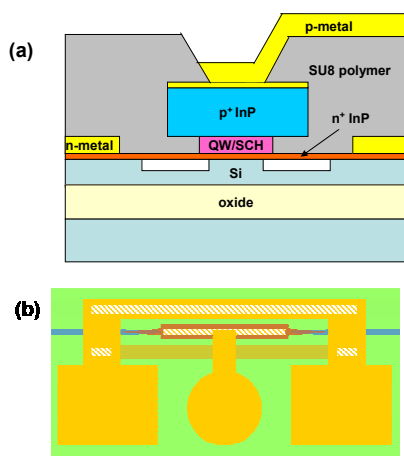 (a)
p-metal
SU8 polymer
p+ InP
n+ InP
n-metal
QW/SCH
Si
oxide
(b)